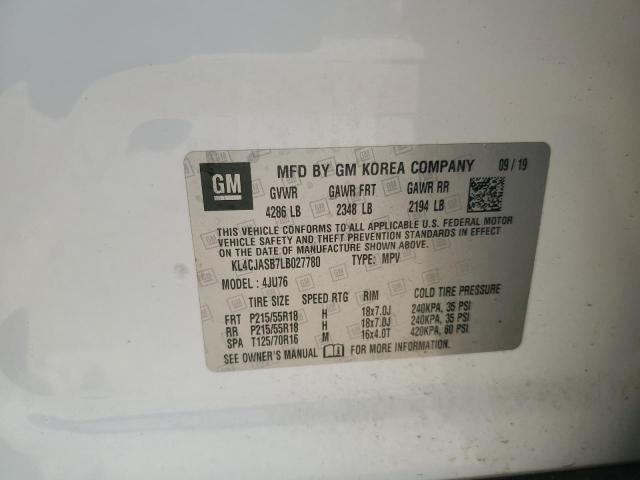 GM
MFD BY GM KOREA COMPANY 09/19
GVWR GAWR FRT GAWR RR
4286 LB 2348 LB 2194 LB
THIS VEHICLE CONFORMS TO ALL APPLICABLE U.S. FEDERAL MOTOR
VEHICLE SAFETY AND THEFT PREVENTION STANDARDS IN EFFECT
ON THE DATE OF MANUFACTURE SHOWN ABOVE.
KL4CJASB7LB027780 TYPE: MPV
MODEL: 4JU76
TIRE SIZE SPEED RTG RIM COLD TIRE PRESSURE
FRT P215/55R18 H 18x7.0J 240KPA, 35 PSI
RR P215/55R18 H 18x7.0J 240KPA, 35 PSI
SPA T125/70R16 M 16x4.0T 420KPA, 60 PSI
SEE OWNER'S MANUAL FOR MORE INFORMATION.